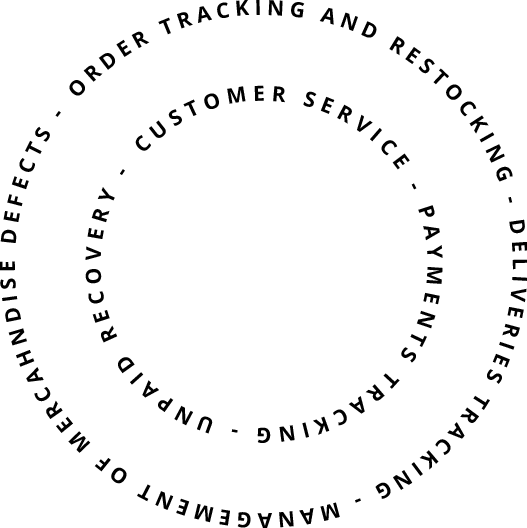 ORDER TRACKING AND RESTOCKING - DELIVERIES TRACKING - MANAGEMENT OF MERCAHNDISE DEFECTS -
CUSTOMER SERVICE - PAYMENTS TRACKING - UNPAID RECOVERY -